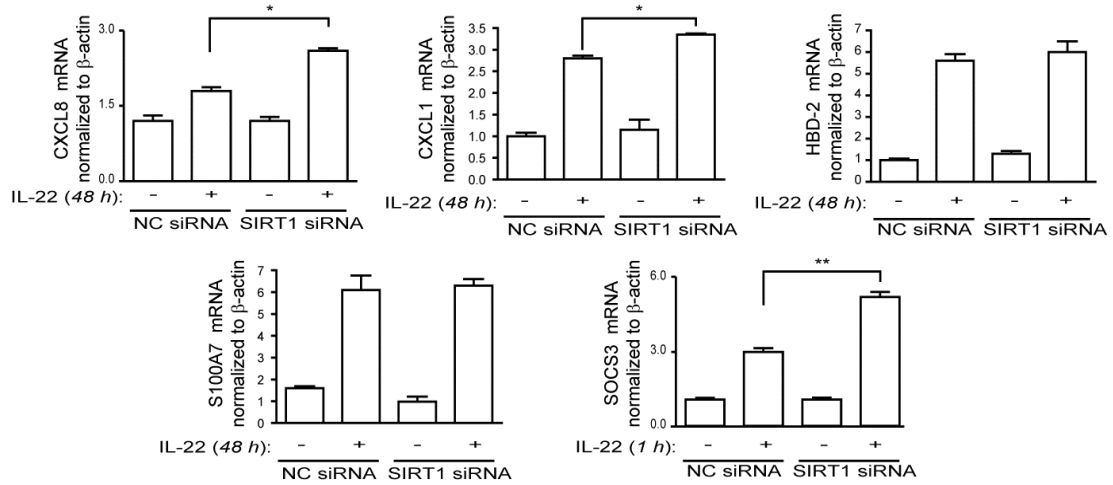 CXCL8 mRNA
normalized to β-actin
3.0
1.5
0.0
*
IL-22 (48 h): - + - +
NC siRNA SIRT1 siRNA
CXCL1 mRNA
normalized to β-actin
3.5
3.0
2.5
2.0
1.5
1.0
0.5
0.0
*
IL-22 (48 h): - + - +
NC siRNA SIRT1 siRNA
HBD-2 mRNA
normalized to β-actin
7
6
5
4
3
2
1
0
IL-22 (48 h): - + - +
NC siRNA SIRT1 siRNA
S100A7 mRNA
normalized to β-actin
7
6
5
4
3
2
1
0
IL-22 (48 h): - + - +
NC siRNA SIRT1 siRNA
SOCS3 mRNA
normalized to β-actin
6.0
3.0
0.0
**
IL-22 (1 h): - + - +
NC siRNA SIRT1 siRNA